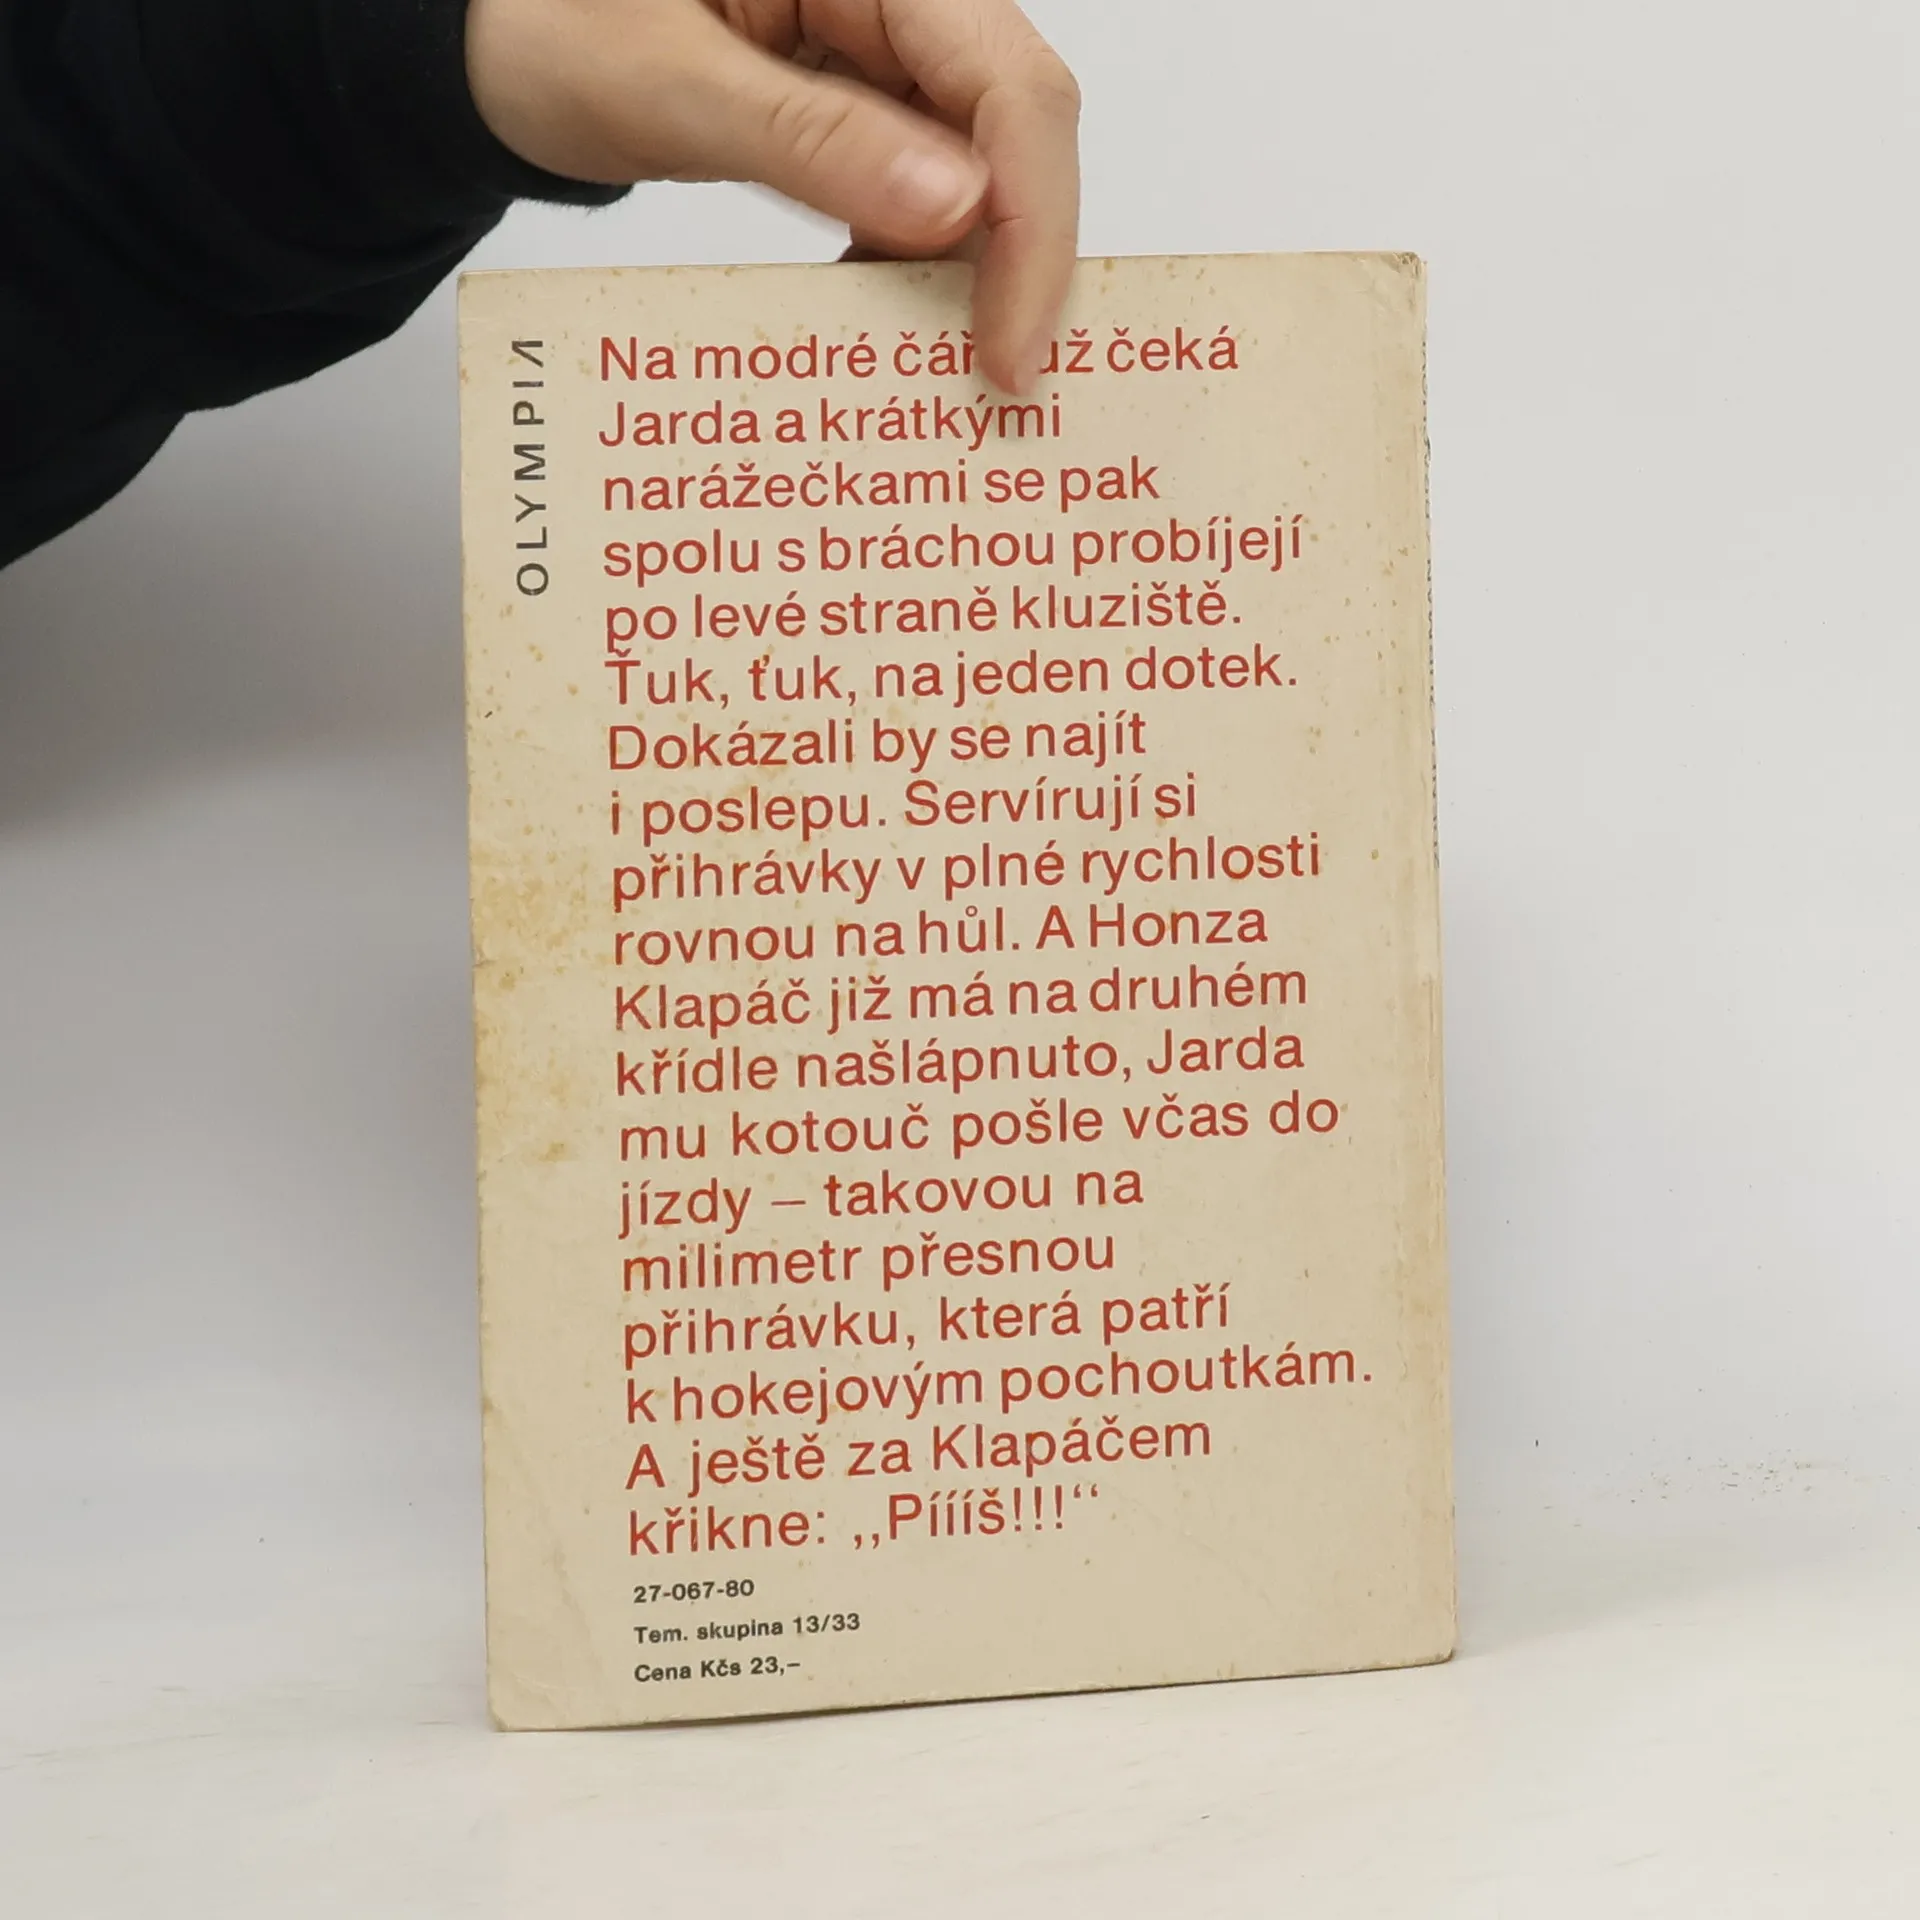 OLYMPIA
Na modré čáře už čeká
Jarda a krátkými
narážečkami se pak
spolu s bráchou probíjejí
po levé straně kluziště.
Ťuk, ťuk, na jeden dotek.
Dokázali by se najít
i poslepu. Servírují si
přihrávky v plné rychlosti
rovnou na hůl. A Honza
Klapáč již má na druhém
křídle našlápnuto, Jarda
mu kotouč pošle včas do
jízdy – takovou na
milimetr přesnou
přihrávku, která patří
k hokejovým pochoutkám.
A ještě za Klapáčem
křikne: ,,Píííš!!!“
27-067-80
Tem. skupina 13/33
Cena Kčs 23,–